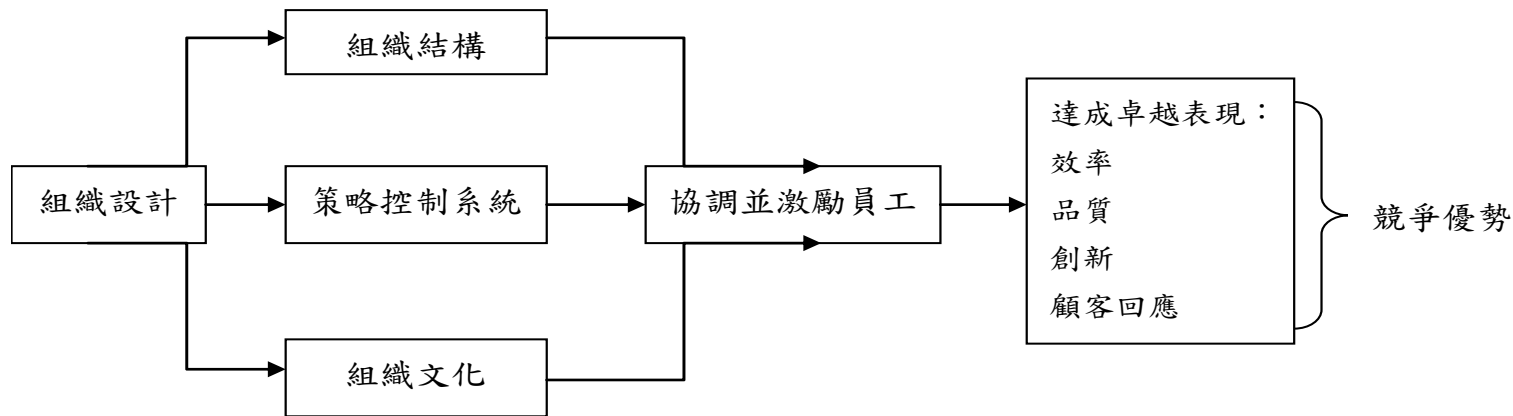 組織結構
組織設計
策略控制系統
組織文化
協調並激勵員工
達成卓越表現：
效率
品質
創新
顧客回應
競爭優勢